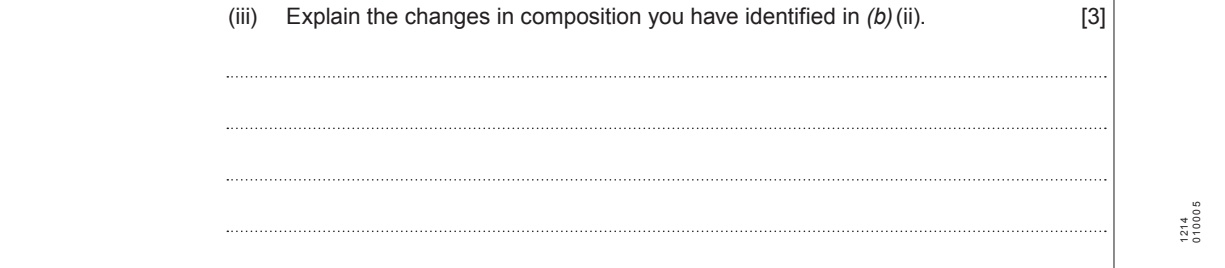 (iii) Explain the changes in composition you have identified in (b) (ii). [3]
1214
010005